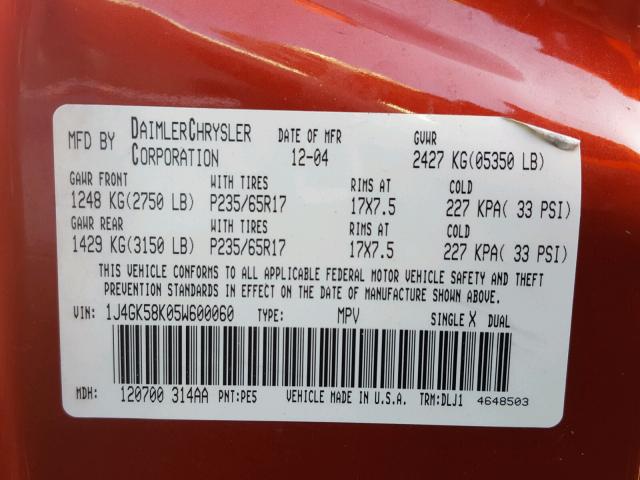 MFD BY DAIMLERCHRYSLER CORPORATION DATE OF MFR 12-04 GVWR 2427 KG(05350 LB)
GAWR FRONT WITH TIRES RIMS AT COLD
1248 KG(2750 LB) P235/65R17 17X7.5 227 KPA( 33 PSI)
GAWR REAR WITH TIRES RIMS AT COLD
1429 KG(3150 LB) P235/65R17 17X7.5 227 KPA( 33 PSI)
THIS VEHICLE CONFORMS TO ALL APPLICABLE FEDERAL MOTOR VEHICLE SAFETY AND THEFT
PREVENTION STANDARDS IN EFFECT ON THE DATE OF MANUFACTURE SHOWN ABOVE.
VIN: 1J4GK58K05W600060 TYPE: MPV SINGLE X DUAL
MDH: 120700 314AA PNT:PE5 VEHICLE MADE IN U.S.A. TRM:DLJ1 4648503